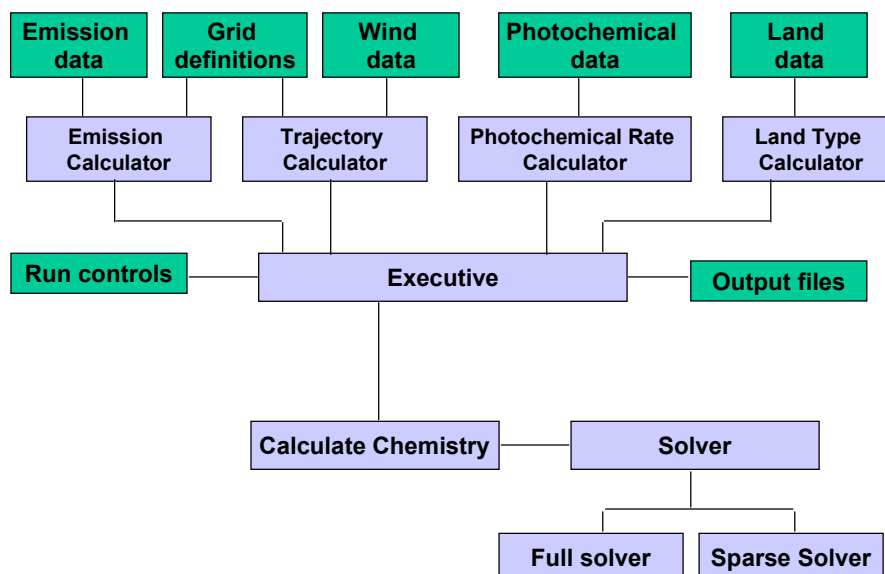 Emission
data
Grid
definitions
Wind
data
Photochemical
data
Land
data
Emission
Calculator
Trajectory
Calculator
Photochemical Rate
Calculator
Land Type
Calculator
Run controls
Executive
Output files
Calculate Chemistry
Solver
Full solver
Sparse Solver